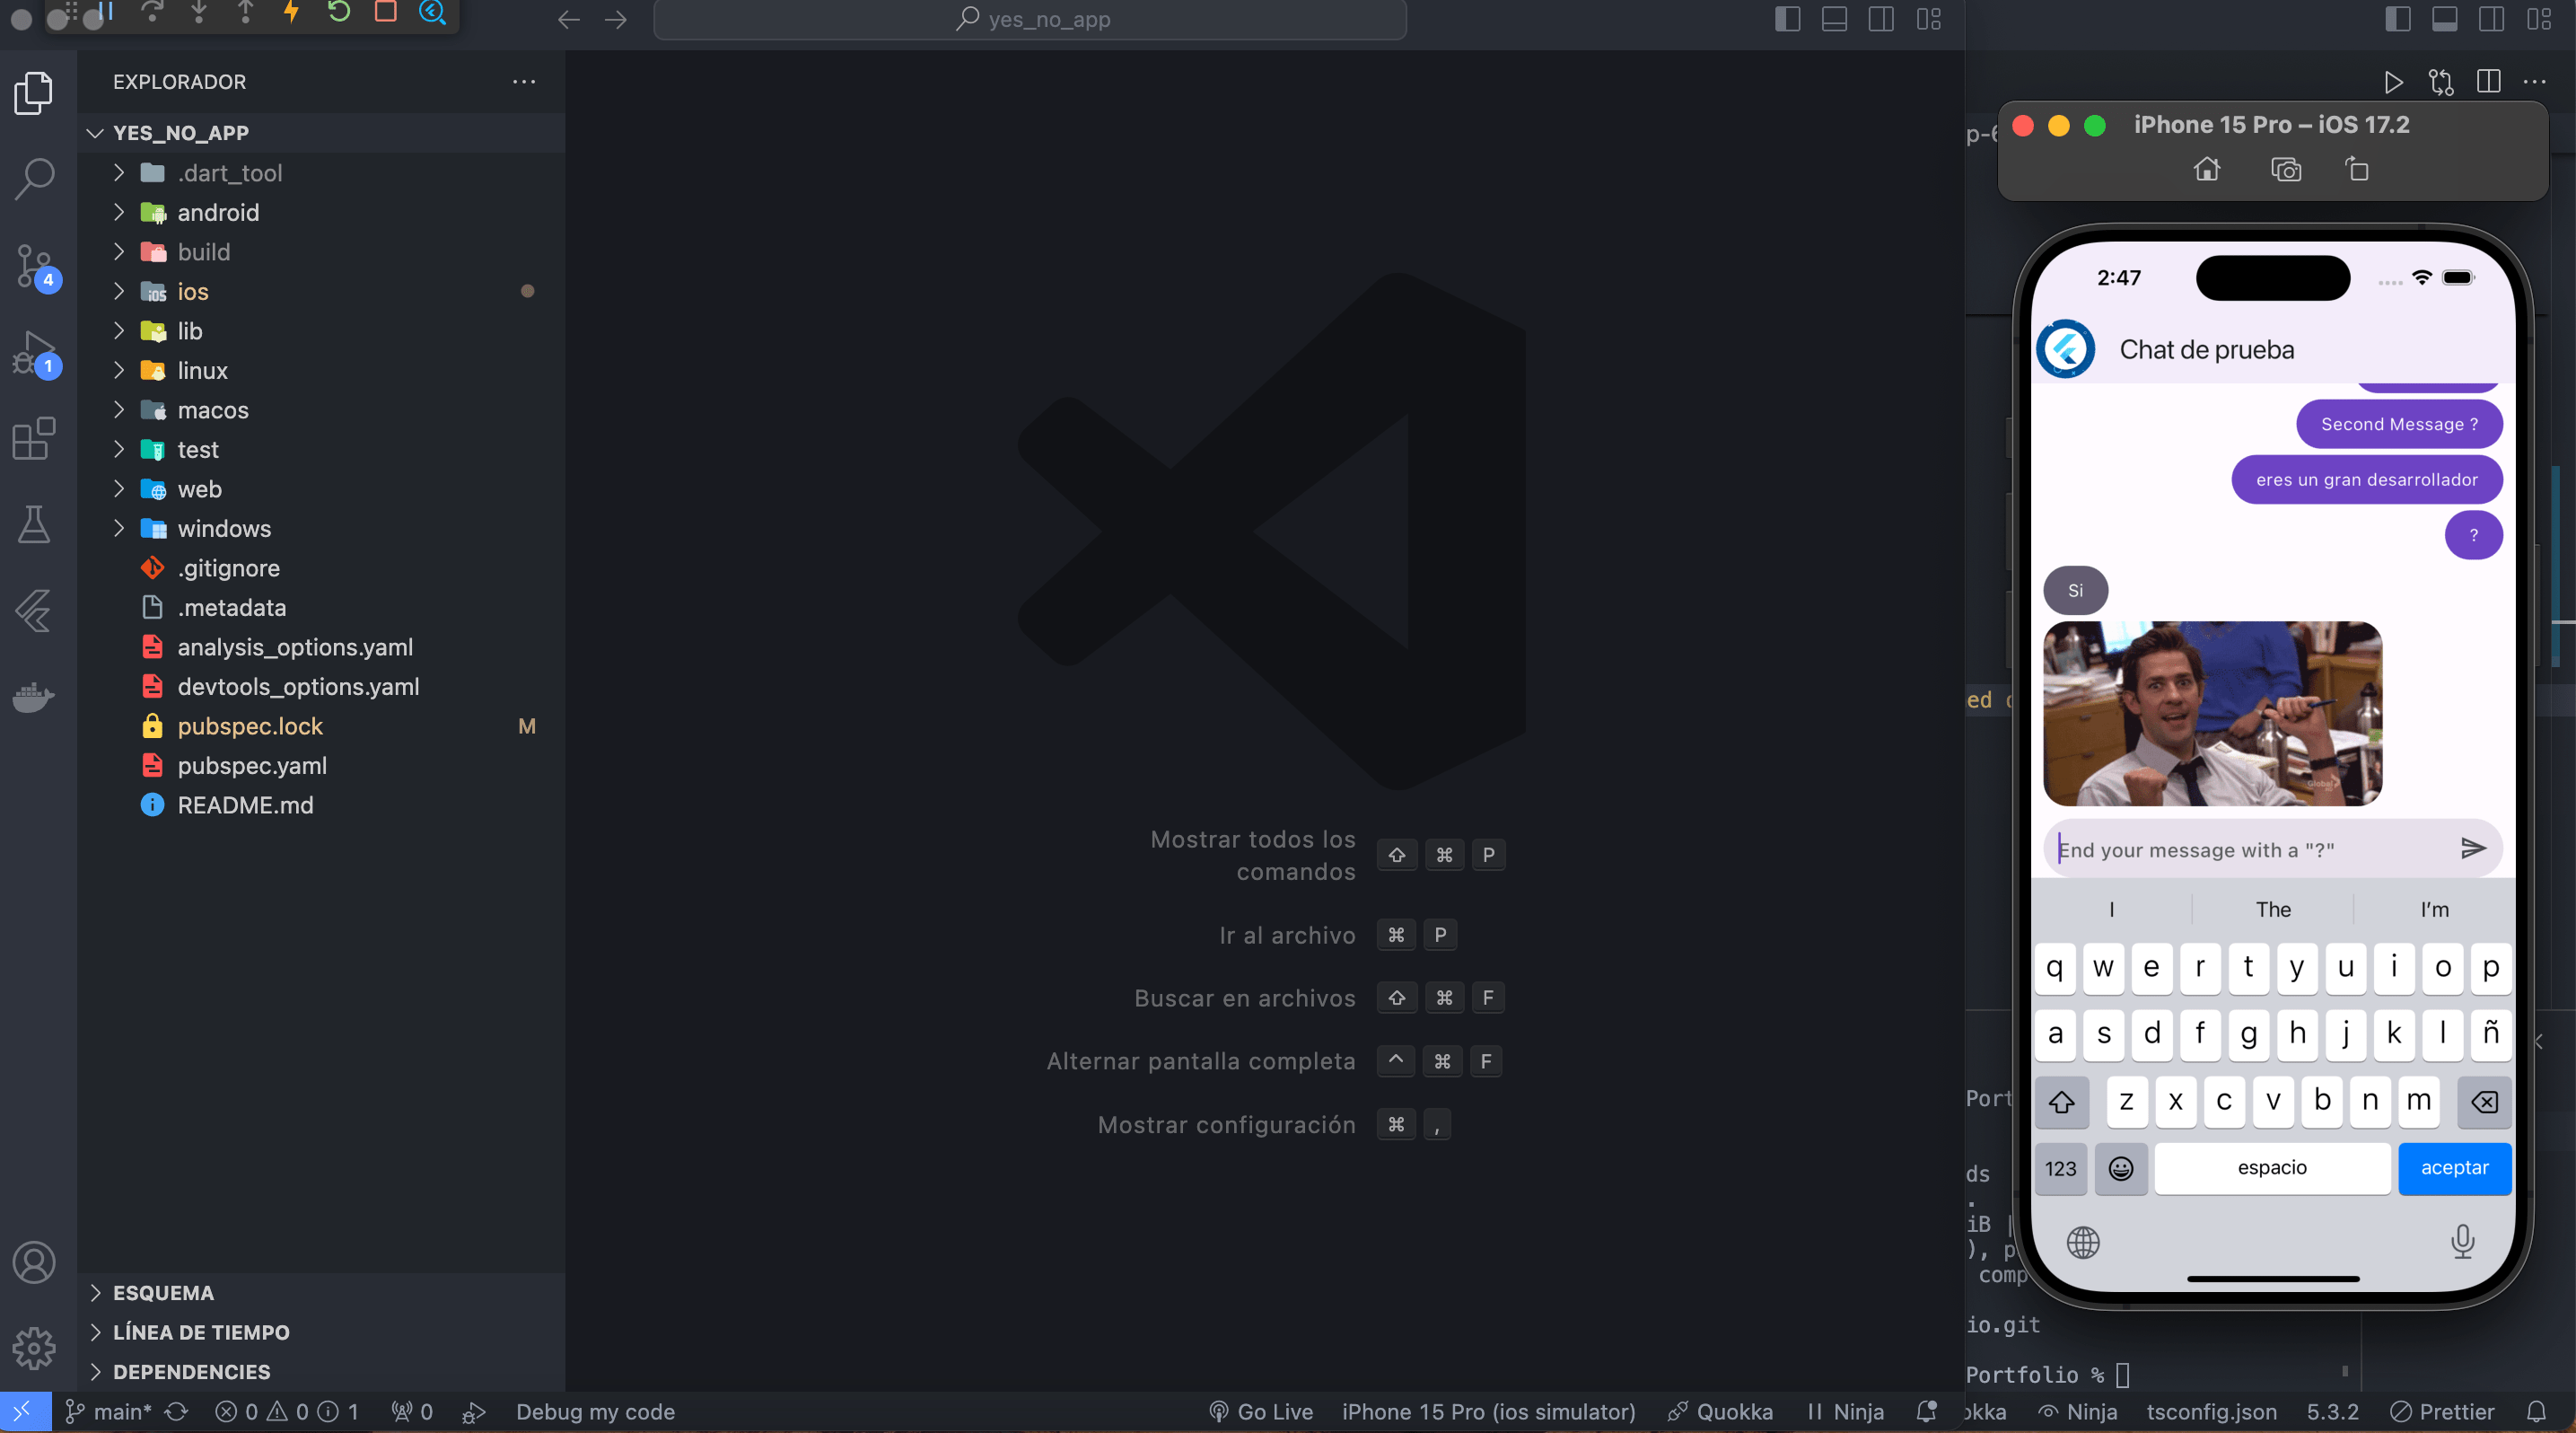 yes_no_app
EXPLORADOR
YES_NO_APP
.dart_tool
android
build
ios
lib
linux
macos
test
web
windows
.gitignore
.metadata
analysis_options.yaml
devtools_options.yaml
pubspec.lock M
pubspec.yaml
README.md
4
1
ESQUEMA
LÍNEA DE TIEMPO
DEPENDENCIES
Mostrar todos los
comandos ⇧ ⌘ P
Ir al archivo ⌘ P
Buscar en archivos ⇧ ⌘ F
Alternar pantalla completa ^ ⌘ F
Mostrar configuración ⌘ ,
main* 0 0 1 0 Debug my code
Go Live iPhone 15 Pro (ios simulator) Quokka Ninja
iPhone 15 Pro – iOS 17.2
2:47
Chat de prueba
Second Message ?
eres un gran desarrollador
?
Si
Global
End your message with a "?"
I The I'm
q w e r t y u i o p
a s d f g h j k l ñ
z x c v b n m
123 espacio aceptar
p-6
ed
Port
ds
.
iB |
), p
comp
io.git
Portfolio %
okka Ninja tsconfig.json 5.3.2 Prettier